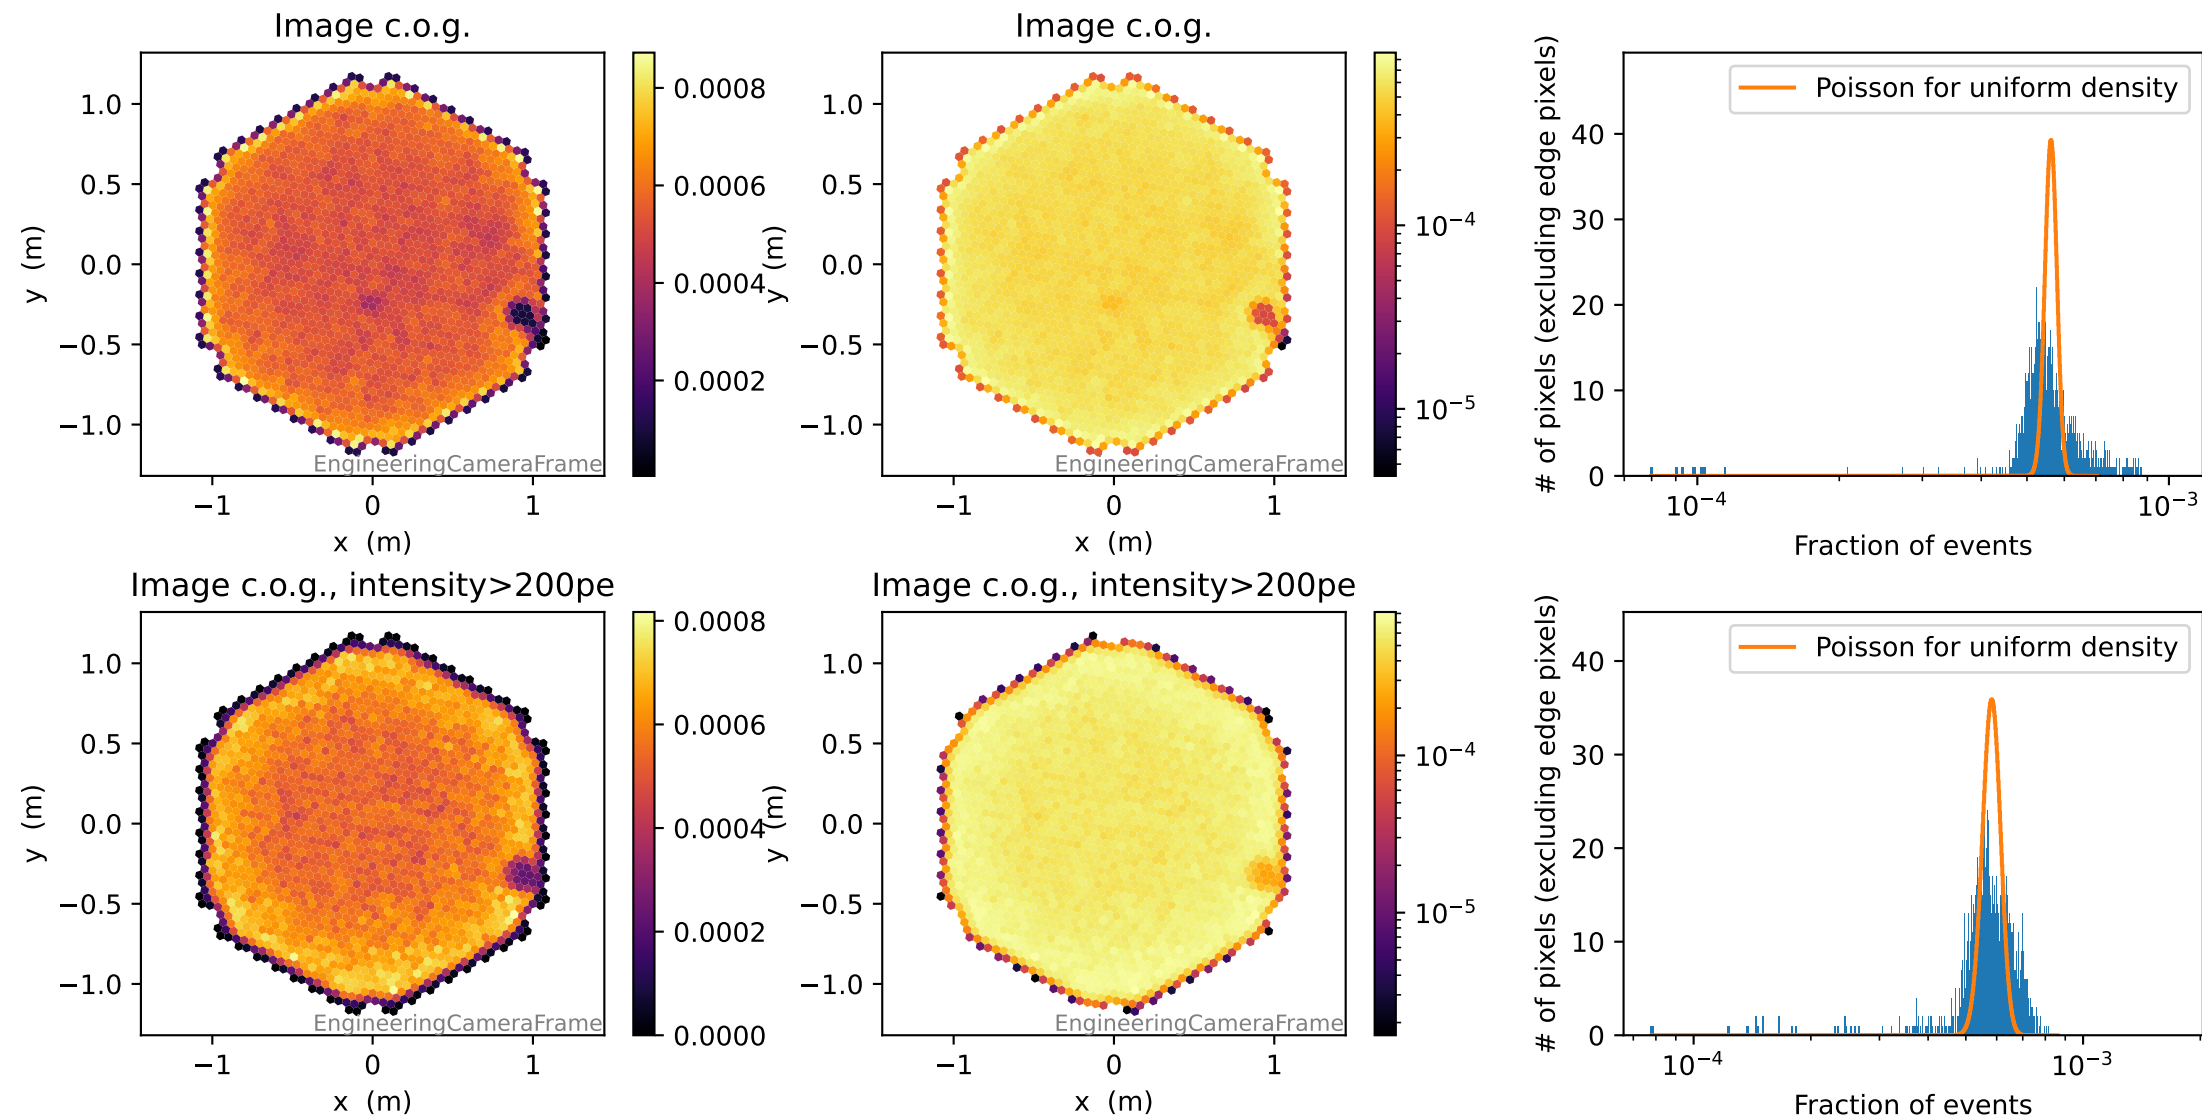 Image c.o.g.
1.0
0.5
0.0
−0.5
−1.0
y (m)
−1
0
1
x (m)
EngineeringCameraFrame
0.0008
0.0006
0.0004
0.0002
Image c.o.g.
1.0
0.5
0.0
−0.5
−1.0
y (m)
−1
0
1
x (m)
EngineeringCameraFrame
10⁻⁴
10⁻⁵
# of pixels (excluding edge pixels)
40
30
20
10
0
Poisson for uniform density
10⁻⁴
10⁻³
Fraction of events
Image c.o.g., intensity>200pe
1.0
0.5
0.0
−0.5
−1.0
y (m)
−1
0
1
x (m)
EngineeringCameraFrame
0.0008
0.0006
0.0004
0.0002
0.0000
Image c.o.g., intensity>200pe
1.0
0.5
0.0
−0.5
−1.0
y (m)
−1
0
1
x (m)
EngineeringCameraFrame
10⁻⁴
10⁻⁵
# of pixels (excluding edge pixels)
40
30
20
10
0
Poisson for uniform density
10⁻⁴
10⁻³
Fraction of events